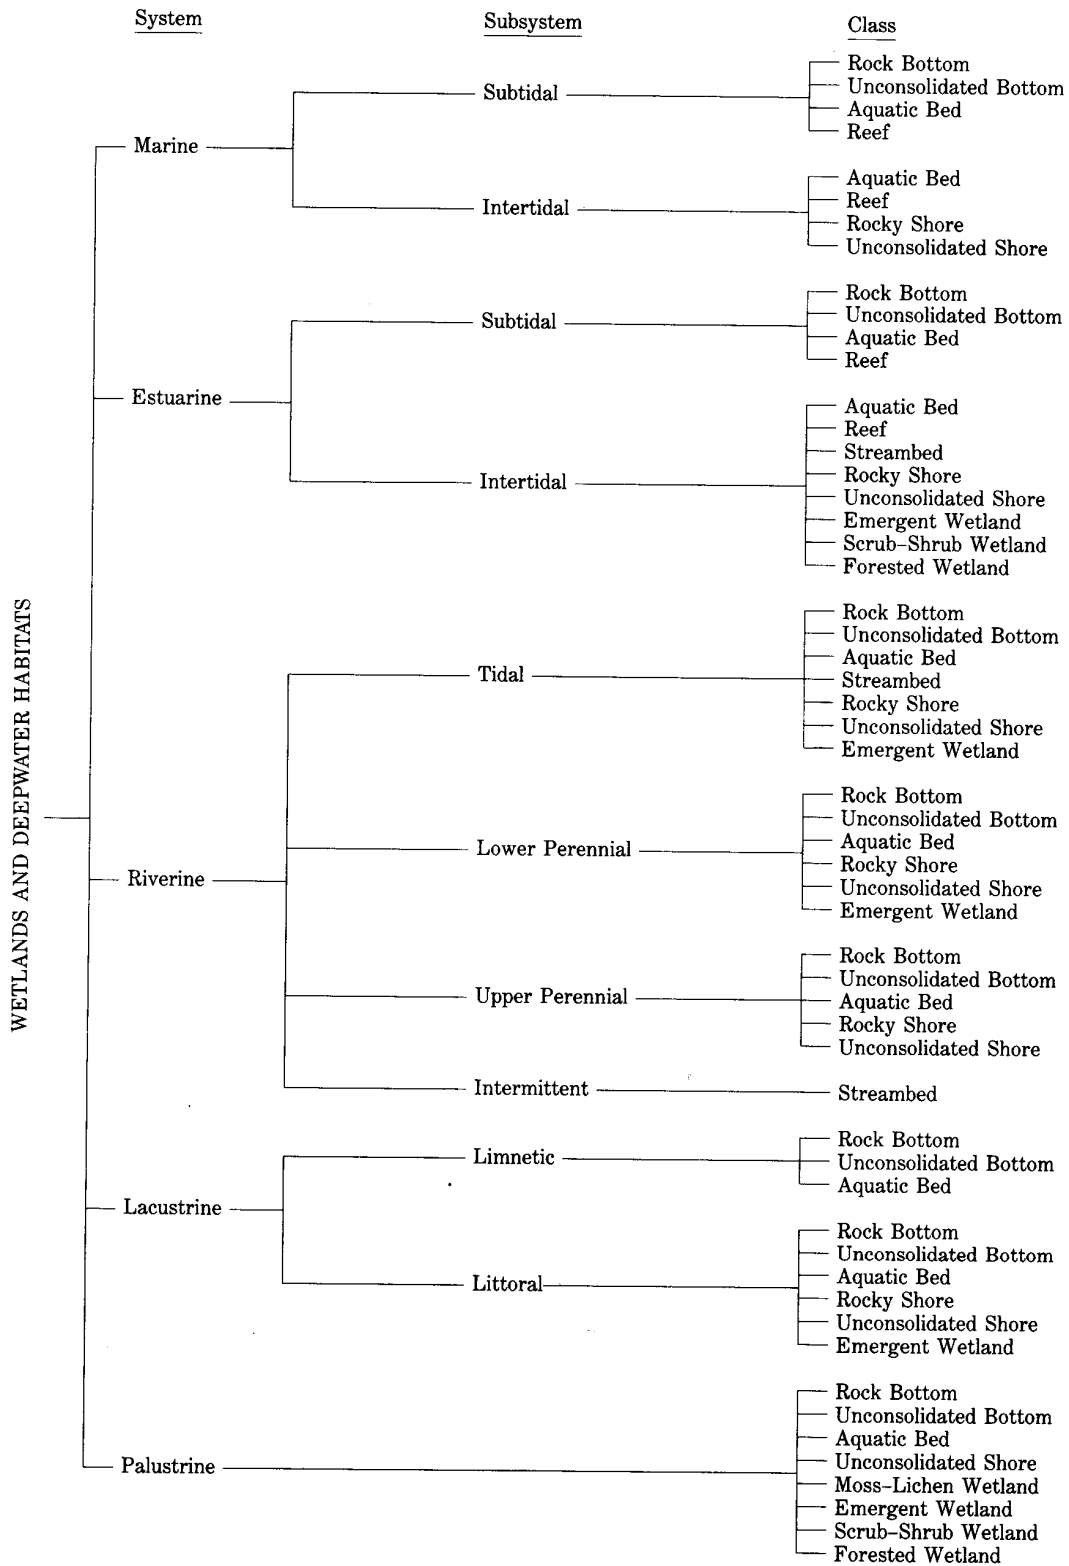 System Subsystem Class
WETLANDS AND DEEPWATER HABITATS
Marine
Subtidal
Rock Bottom
Unconsolidated Bottom
Aquatic Bed
Reef
Intertidal
Aquatic Bed
Reef
Rocky Shore
Unconsolidated Shore
Estuarine
Subtidal
Rock Bottom
Unconsolidated Bottom
Aquatic Bed
Reef
Intertidal
Aquatic Bed
Reef
Streambed
Rocky Shore
Unconsolidated Shore
Emergent Wetland
Scrub–Shrub Wetland
Forested Wetland
Riverine
Tidal
Rock Bottom
Unconsolidated Bottom
Aquatic Bed
Streambed
Rocky Shore
Unconsolidated Shore
Emergent Wetland
Lower Perennial
Rock Bottom
Unconsolidated Bottom
Aquatic Bed
Rocky Shore
Unconsolidated Shore
Emergent Wetland
Upper Perennial
Rock Bottom
Unconsolidated Bottom
Aquatic Bed
Rocky Shore
Unconsolidated Shore
Intermittent
Streambed
Lacustrine
Limnetic
Rock Bottom
Unconsolidated Bottom
Aquatic Bed
Littoral
Rock Bottom
Unconsolidated Bottom
Aquatic Bed
Rocky Shore
Unconsolidated Shore
Emergent Wetland
Palustrine
Rock Bottom
Unconsolidated Bottom
Aquatic Bed
Unconsolidated Shore
Moss–Lichen Wetland
Emergent Wetland
Scrub–Shrub Wetland
Forested Wetland